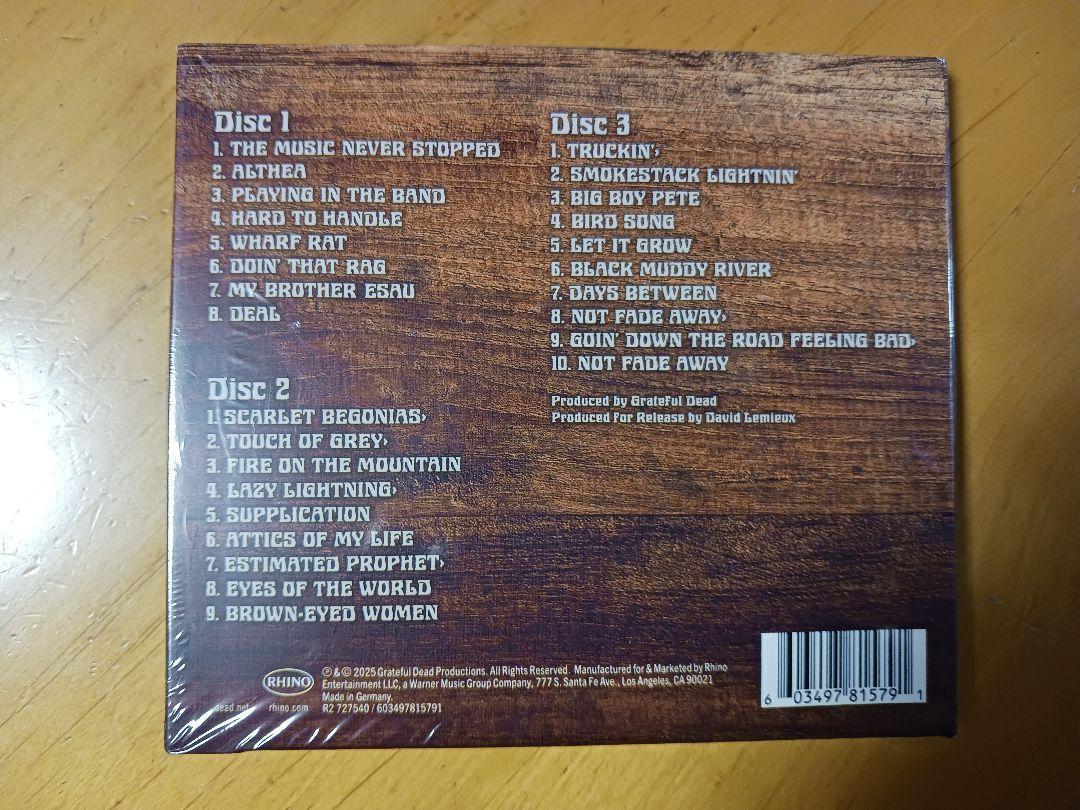 Disc 1
1. THE MUSIC NEVER STOPPED
2. ALTHEA
3. PLAYING IN THE BAND
4. HARD TO HANDLE
5. WHARF RAT
6. DOIN' THAT RAG
7. MY BROTHER ESAU
8. DEAL
Disc 2
1. SCARLET BEGONIAS›
2. TOUCH OF GREY›
3. FIRE ON THE MOUNTAIN
4. LAZY LIGHTNING›
5. SUPPLICATION
6. ATTICS OF MY LIFE
7. ESTIMATED PROPHET›
8. EYES OF THE WORLD
9. BROWN-EYED WOMEN
Disc 3
1. TRUCKIN'›
2. SMOKESTACK LIGHTNIN'
3. BIG BOY PETE
4. BIRD SONG
5. LET IT GROW
6. BLACK MUDDY RIVER
7. DAYS BETWEEN
8. NOT FADE AWAY›
9. GOIN' DOWN THE ROAD FEELING BAD›
10. NOT FADE AWAY
Produced by Grateful Dead
Produced for Release by David Lemieux
RHINO
dead.net rhino.com
℗ & © 2025 Grateful Dead Productions. All Rights Reserved. Manufactured for & Marketed by Rhino
Entertainment LLC, a Warner Music Group Company, 777 S. Santa Fe Ave., Los Angeles, CA 90021
Made in Germany.
R2 727540 / 603497815791
6 03497 81579 1